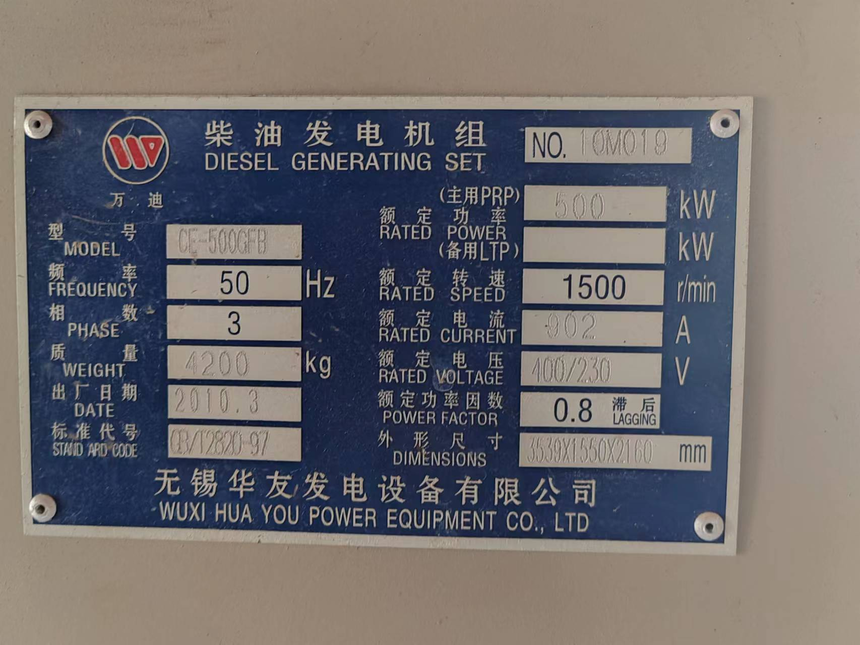 柴油发电机组
DIESEL GENERATING SET
NO. 10M019
万 迪
型 号 MODEL CE-500GFB
频 率 FREQUENCY 50 Hz
相 数 PHASE 3
质 量 WEIGHT 4200 kg
出厂日期 DATE 2010.3
标准代号 STAND ARD CODE GB/T2820-97
额定功率 RATED POWER (主用PRP) 500 kW
(备用LTP) kW
额定转速 RATED SPEED 1500 r/min
额定电流 RATED CURRENT 902 A
额定电压 RATED VOLTAGE 400/230 V
额定功率因数 POWER FACTOR 0.8 滞后 LAGGING
外形尺寸 DIMENSIONS 3539X1550X2160 mm
无锡华友发电设备有限公司
WUXI HUA YOU POWER EQUIPMENT CO., LTD